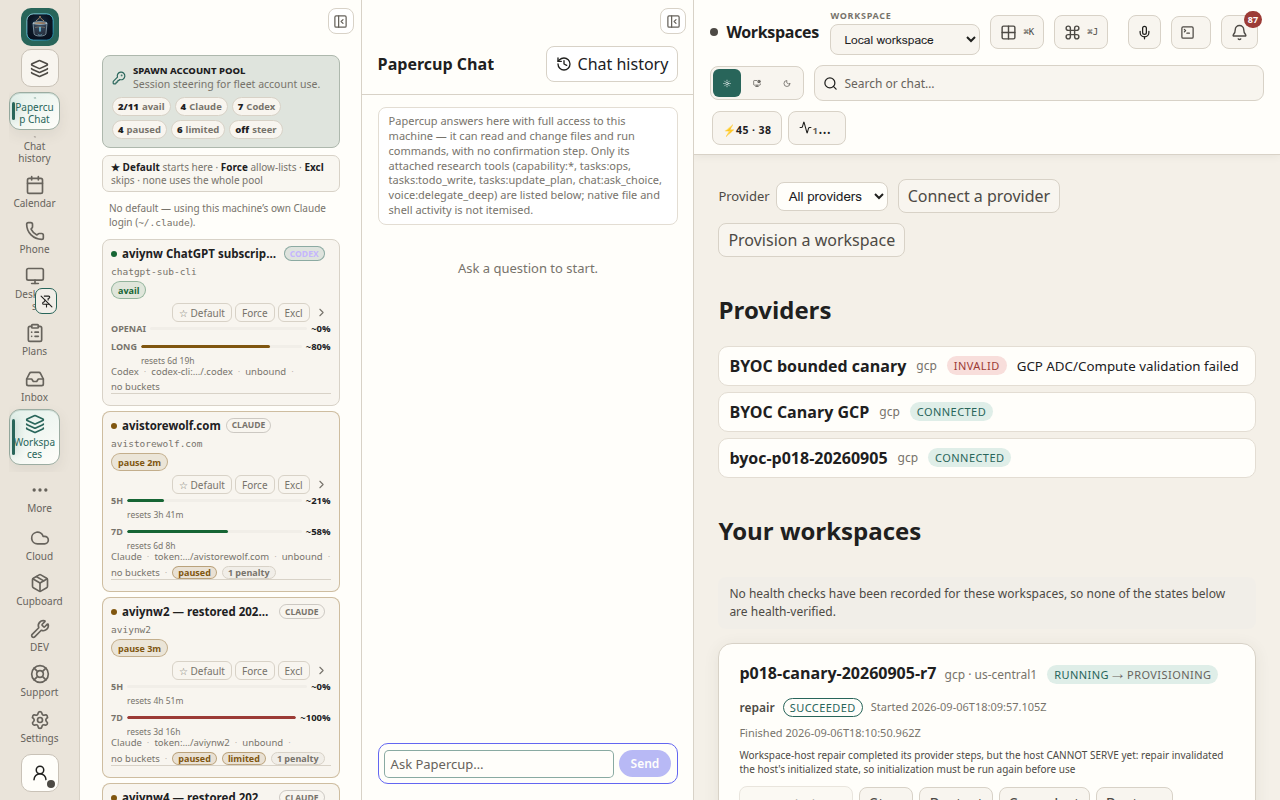 Papercu
p Chat
Chat
history
Calendar
Phone
Plans
Inbox
Workspa
ces
More
Cloud
Cupboard
DEV
Support
Settings
SPAWN ACCOUNT POOL
Session steering for fleet account use.
2/11 avail 4 Claude 7 Codex
4 paused 6 limited off steer
★ Default starts here · Force allow-lists · Excl
skips · none uses the whole pool
No default — using this machine's own Claude
login (~/.claude).
aviynw ChatGPT subscrip... CODEX
chatgpt-sub-cli
avail
☆ Default Force Excl
OPENAI ~0%
LONG ~80%
resets 6d 19h
Codex · codex-cli:.../.codex · unbound ·
no buckets
avistorewolf.com CLAUDE
avistorewolf.com
pause 2m
☆ Default Force Excl
5H ~21%
resets 3h 41m
7D ~58%
resets 6d 8h
Claude · token:.../avistorewolf.com · unbound ·
no buckets · paused 1 penalty
aviynw2 — restored 202... CLAUDE
aviynw2
pause 3m
☆ Default Force Excl
5H ~0%
resets 4h 51m
7D ~100%
resets 3d 16h
Claude · token:.../aviynw2 · unbound ·
no buckets · paused limited 1 penalty
aviynw4 — restored 202... CLAUDE
Papercup Chat
Chat history
Papercup answers here with full access to this
machine — it can read and change files and run
commands, with no confirmation step. Only its
attached research tools (capability:*, tasks:ops,
tasks:todo_write, tasks:update_plan, chat:ask_choice,
voice:delegate_deep) are listed below; native file and
shell activity is not itemised.
Ask a question to start.
Ask Papercup...
Send
Workspaces
WORKSPACE
Local workspace
⌘K
⌘J
87
Search or chat...
⚡45 · 38
1...
Provider All providers Connect a provider
Provision a workspace
Providers
BYOC bounded canary gcp INVALID GCP ADC/Compute validation failed
BYOC Canary GCP gcp CONNECTED
byoc-p018-20260905 gcp CONNECTED
Your workspaces
No health checks have been recorded for these workspaces, so none of the states below
are health-verified.
p018-canary-20260905-r7 gcp · us-central1 RUNNING → PROVISIONING
repair SUCCEEDED Started 2026-09-06T18:09:57.105Z
Finished 2026-09-06T18:10:50.962Z
Workspace-host repair completed its provider steps, but the host CANNOT SERVE yet: repair invalidated
the host's initialized state, so initialization must be run again before use